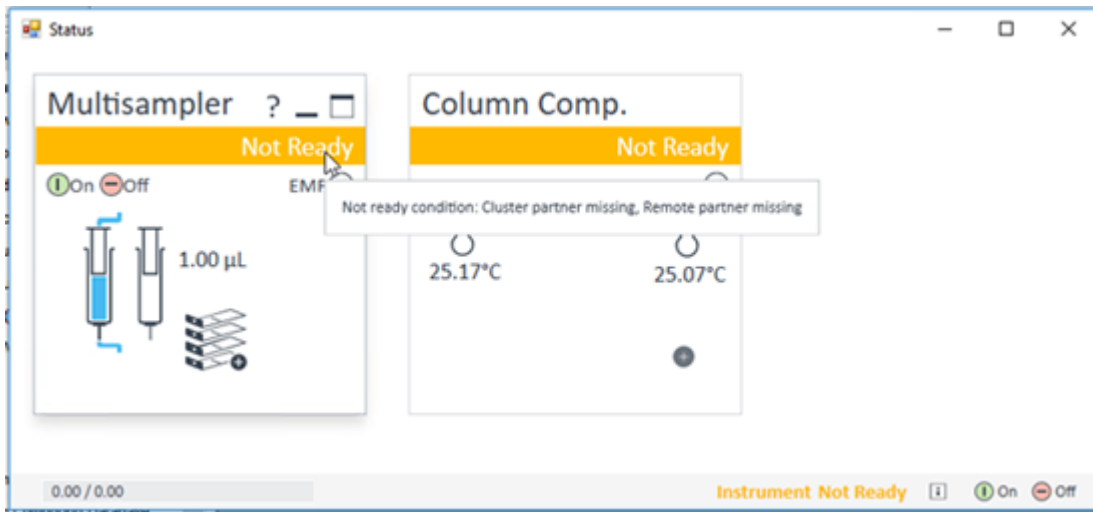 Status
Multisampler ?
Column Comp.
Not Ready
Not Ready
On Off
EMF
Not ready condition: Cluster partner missing, Remote partner missing
1.00 µL
25.17°C
25.07°C
0.00 / 0.00
Instrument Not Ready
On Off